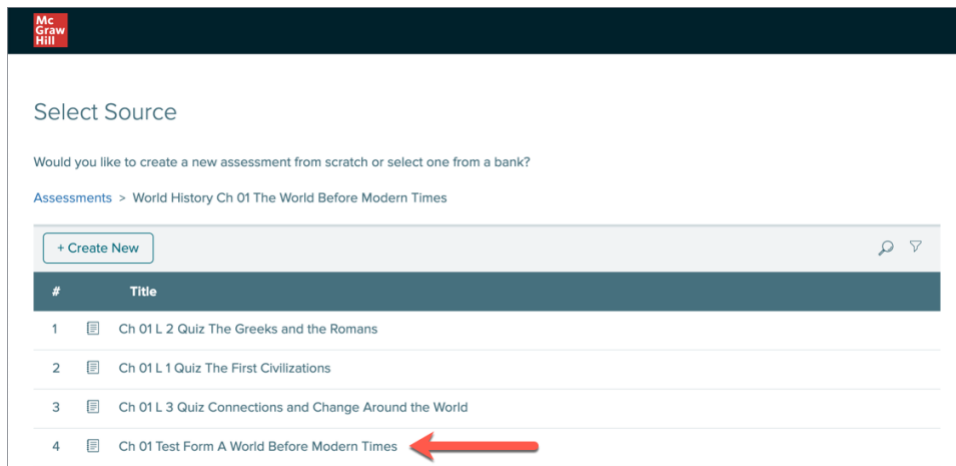 Mc
Graw
Hill
Select Source
Would you like to create a new assessment from scratch or select one from a bank?
Assessments > World History Ch 01 The World Before Modern Times
+ Create New
# Title
1 Ch 01 L 2 Quiz The Greeks and the Romans
2 Ch 01 L 1 Quiz The First Civilizations
3 Ch 01 L 3 Quiz Connections and Change Around the World
4 Ch 01 Test Form A World Before Modern Times